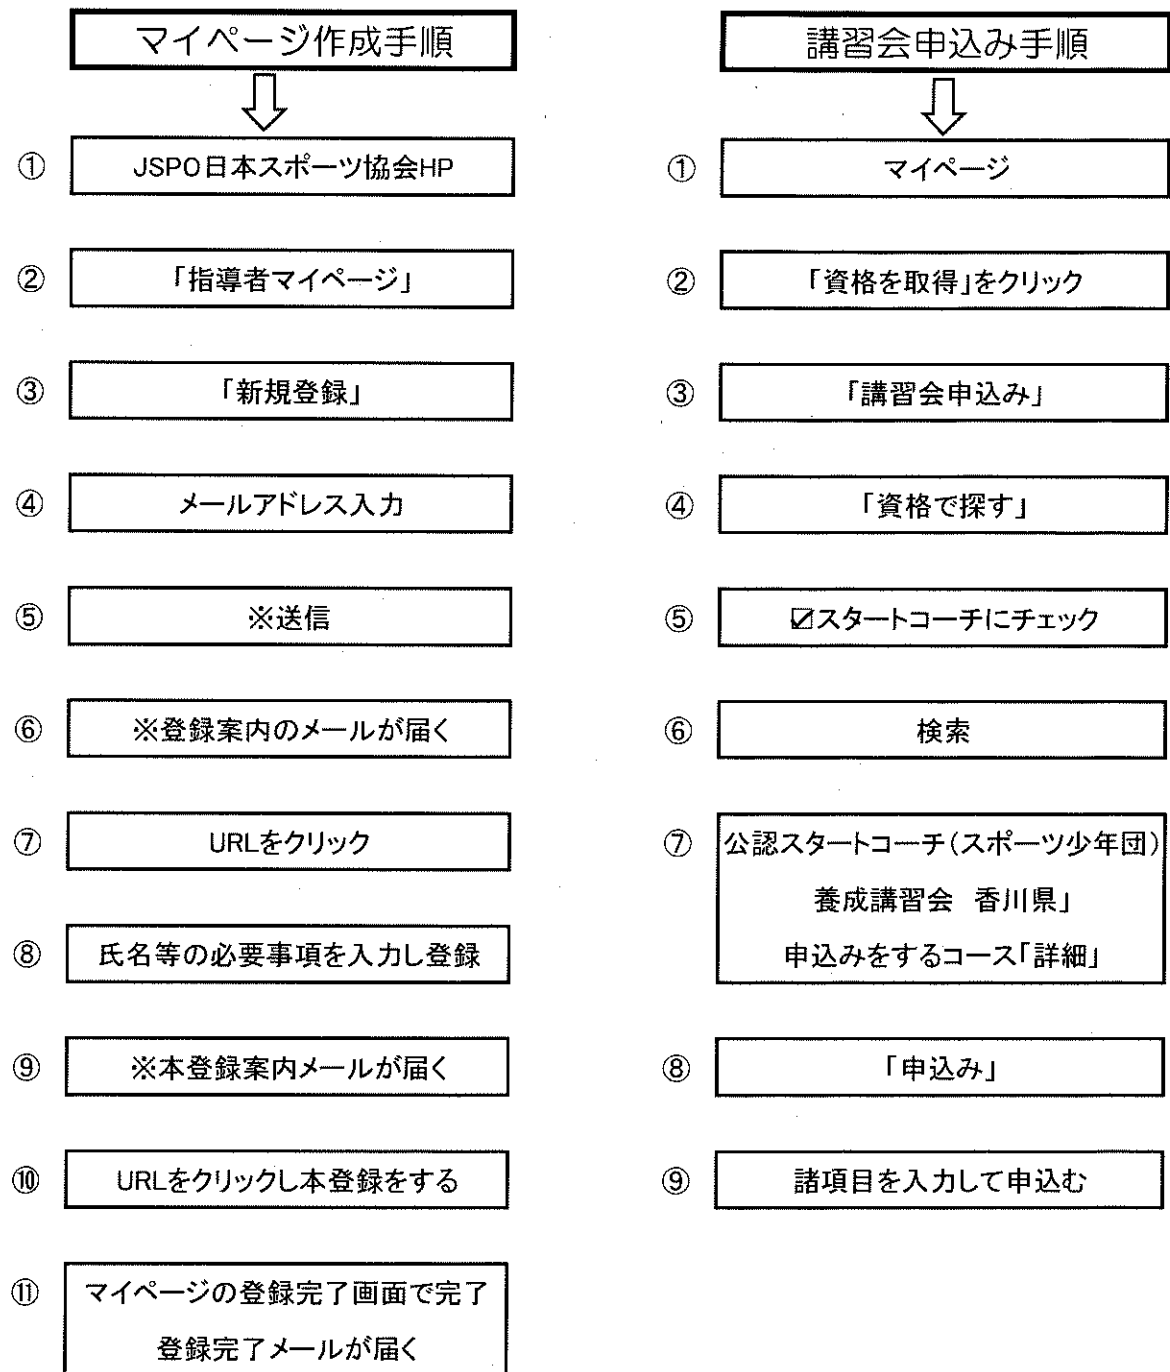 マイページ作成手順
① JSPO日本スポーツ協会HP
② 「指導者マイページ」
③ 「新規登録」
④ メールアドレス入力
⑤ ※送信
⑥ ※登録案内のメールが届く
⑦ URLをクリック
⑧ 氏名等の必要事項を入力し登録
⑨ ※本登録案内メールが届く
⑩ URLをクリックし本登録をする
⑪ マイページの登録完了画面で完了
登録完了メールが届く
講習会申込み手順
① マイページ
② 「資格を取得」をクリック
③ 「講習会申込み」
④ 「資格で探す」
⑤ ☑スタートコーチにチェック
⑥ 検索
⑦ 公認スタートコーチ(スポーツ少年団)
養成講習会　香川県」
申込みをするコース「詳細」
⑧ 「申込み」
⑨ 諸項目を入力して申込む